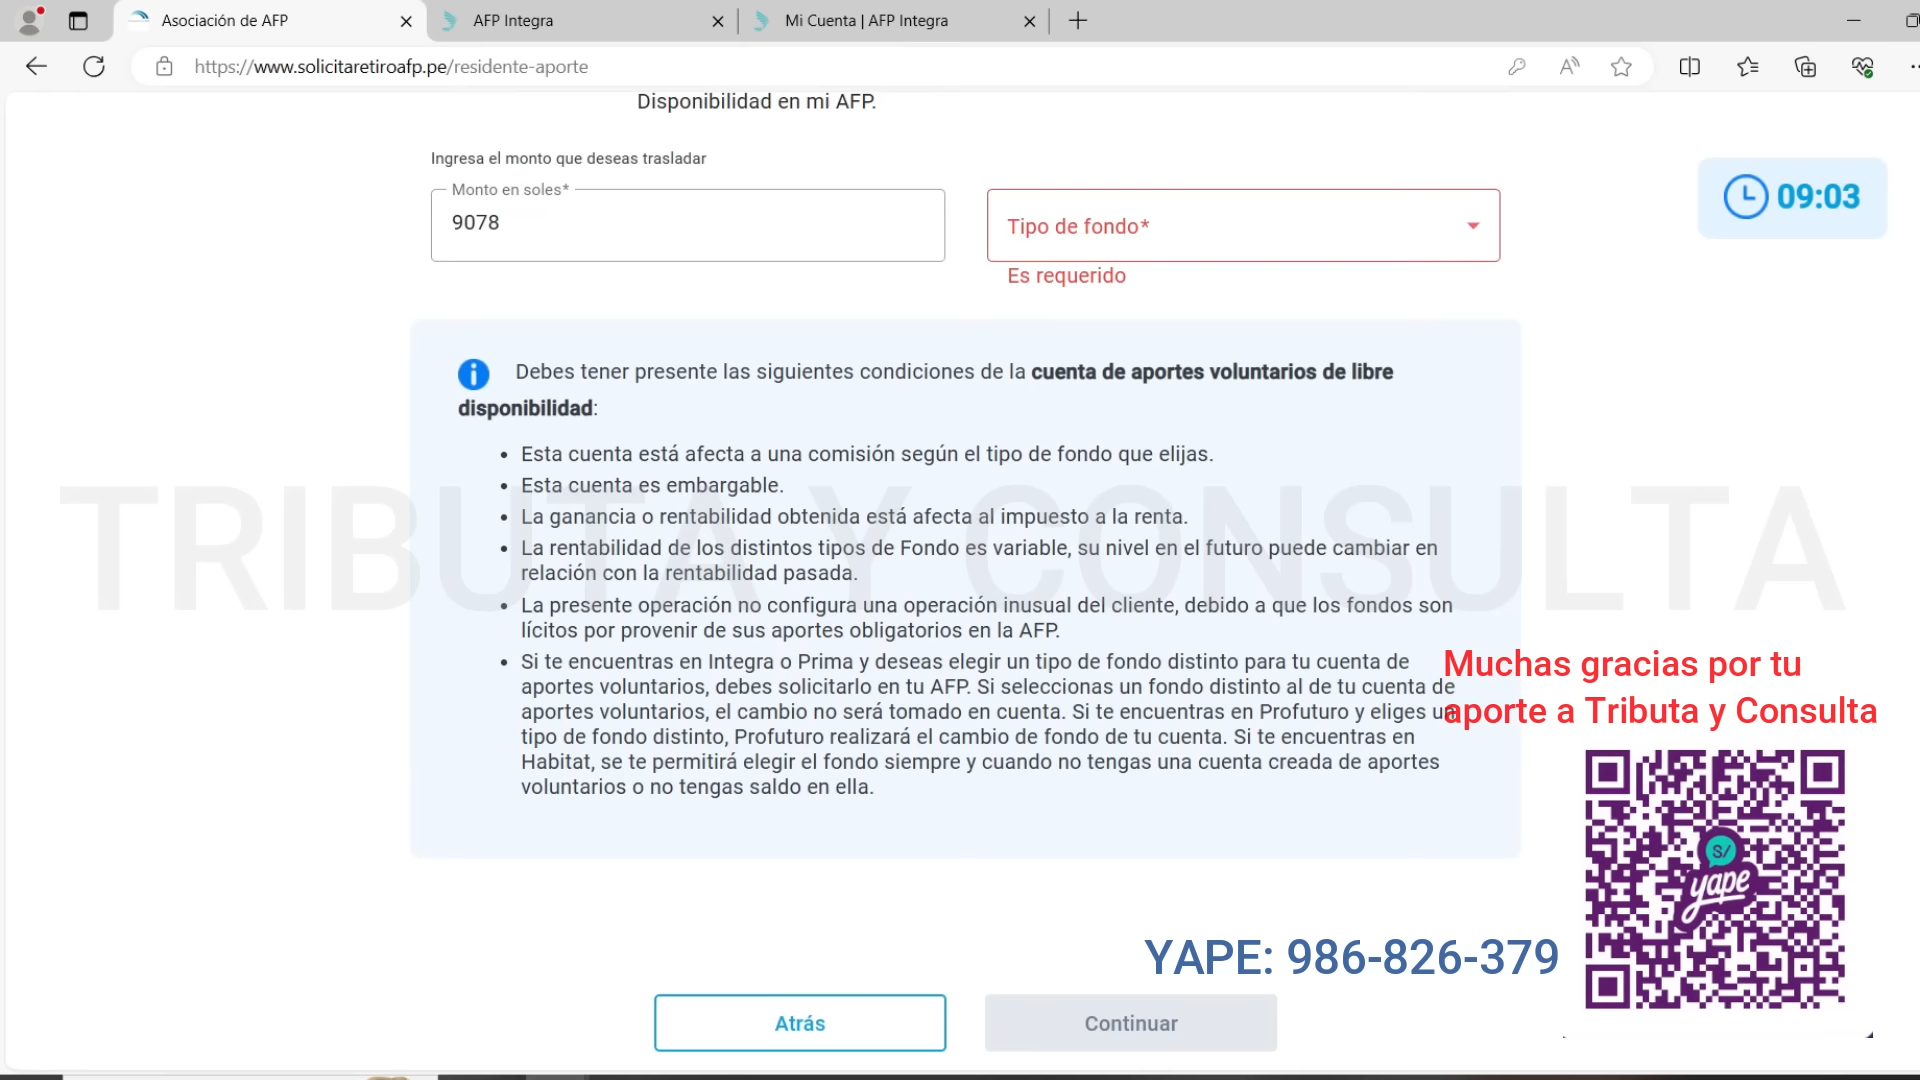 Asociación de AFP
AFP Integra
Mi Cuenta | AFP Integra
https://www.solicitaretiroafp.pe/residente-aporte
Disponibilidad en mi AFP.
Ingresa el monto que deseas trasladar
Monto en soles*
9078
Tipo de fondo*
Es requerido
09:03
Debes tener presente las siguientes condiciones de la cuenta de aportes voluntarios de libre
disponibilidad:
• Esta cuenta está afecta a una comisión según el tipo de fondo que elijas.
• Esta cuenta es embargable.
• La ganancia o rentabilidad obtenida está afecta al impuesto a la renta.
• La rentabilidad de los distintos tipos de Fondo es variable, su nivel en el futuro puede cambiar en
relación con la rentabilidad pasada.
• La presente operación no configura una operación inusual del cliente, debido a que los fondos son
lícitos por provenir de sus aportes obligatorios en la AFP.
• Si te encuentras en Integra o Prima y deseas elegir un tipo de fondo distinto para tu cuenta de
aportes voluntarios, debes solicitarlo en tu AFP. Si seleccionas un fondo distinto al de tu cuenta de
aportes voluntarios, el cambio no será tomado en cuenta. Si te encuentras en Profuturo y eliges un
tipo de fondo distinto, Profuturo realizará el cambio de fondo de tu cuenta. Si te encuentras en
Habitat, se te permitirá elegir el fondo siempre y cuando no tengas una cuenta creada de aportes
voluntarios o no tengas saldo en ella.
TRIBUTA Y CONSULTA
Muchas gracias por tu
aporte a Tributa y Consulta
S/
yape
YAPE: 986-826-379
Atrás
Continuar